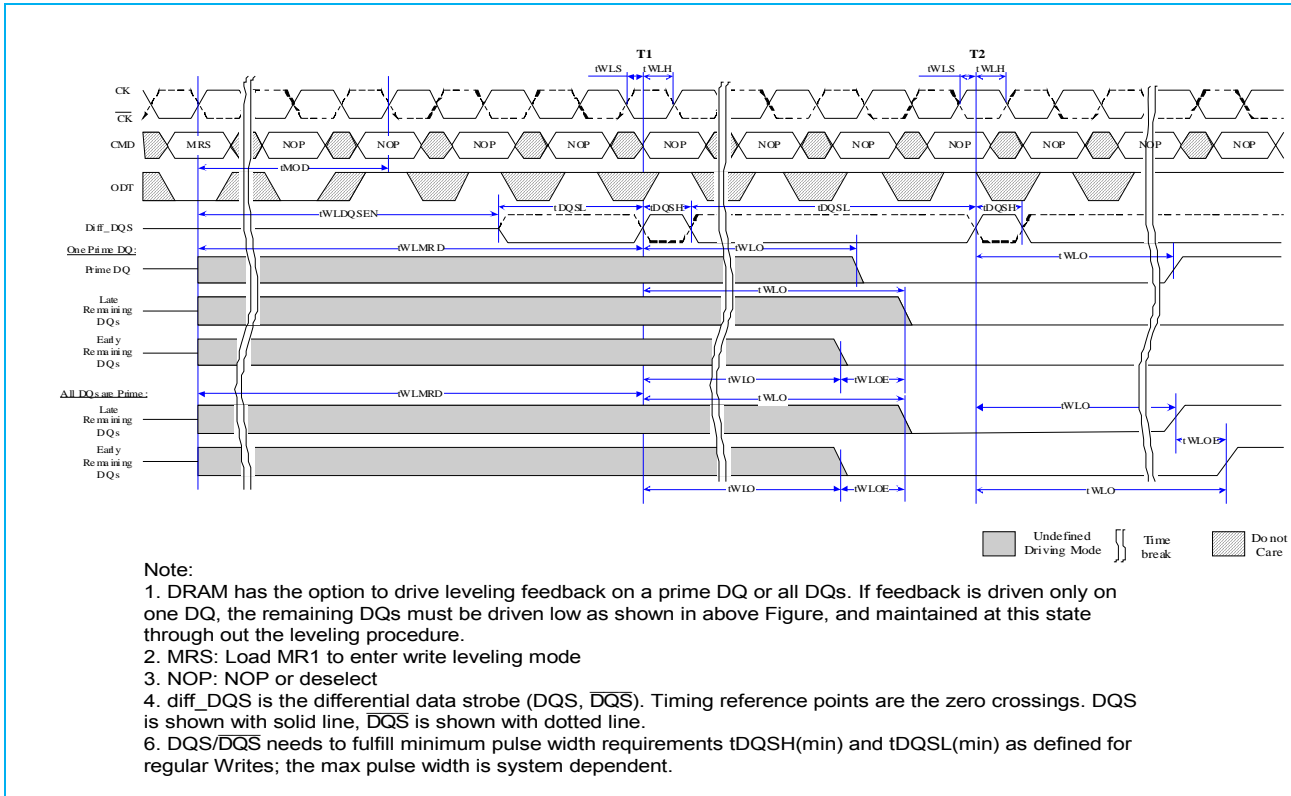 T1 T2
tWLS tWLH tWLS tWLH
CK
CK
CMD MRS NOP NOP NOP NOP NOP NOP NOP NOP NOP NOP
tMOD
ODT
tWLDQSEN tDQSL tDQSH tDQSL tDQSH
Diff_DQS
One Prime DQ: tWLMRD tWLO tWLO
Prime DQ
Late Remaining DQs tWLO
Early Remaining DQs
tWLO tWLOE
All DQs are Prime: tWLMRD tWLO tWLO
Late Remaining DQs
tWLOE
Early Remaining DQs
tWLO tWLOE tWLO
Undefined Driving Mode Time break Do not Care
Note:
1. DRAM has the option to drive leveling feedback on a prime DQ or all DQs. If feedback is driven only on
one DQ, the remaining DQs must be driven low as shown in above Figure, and maintained at this state
through out the leveling procedure.
2. MRS: Load MR1 to enter write leveling mode
3. NOP: NOP or deselect
4. diff_DQS is the differential data strobe (DQS, DQS). Timing reference points are the zero crossings. DQS
is shown with solid line, DQS is shown with dotted line.
6. DQS/DQS needs to fulfill minimum pulse width requirements tDQSH(min) and tDQSL(min) as defined for
regular Writes; the max pulse width is system dependent.